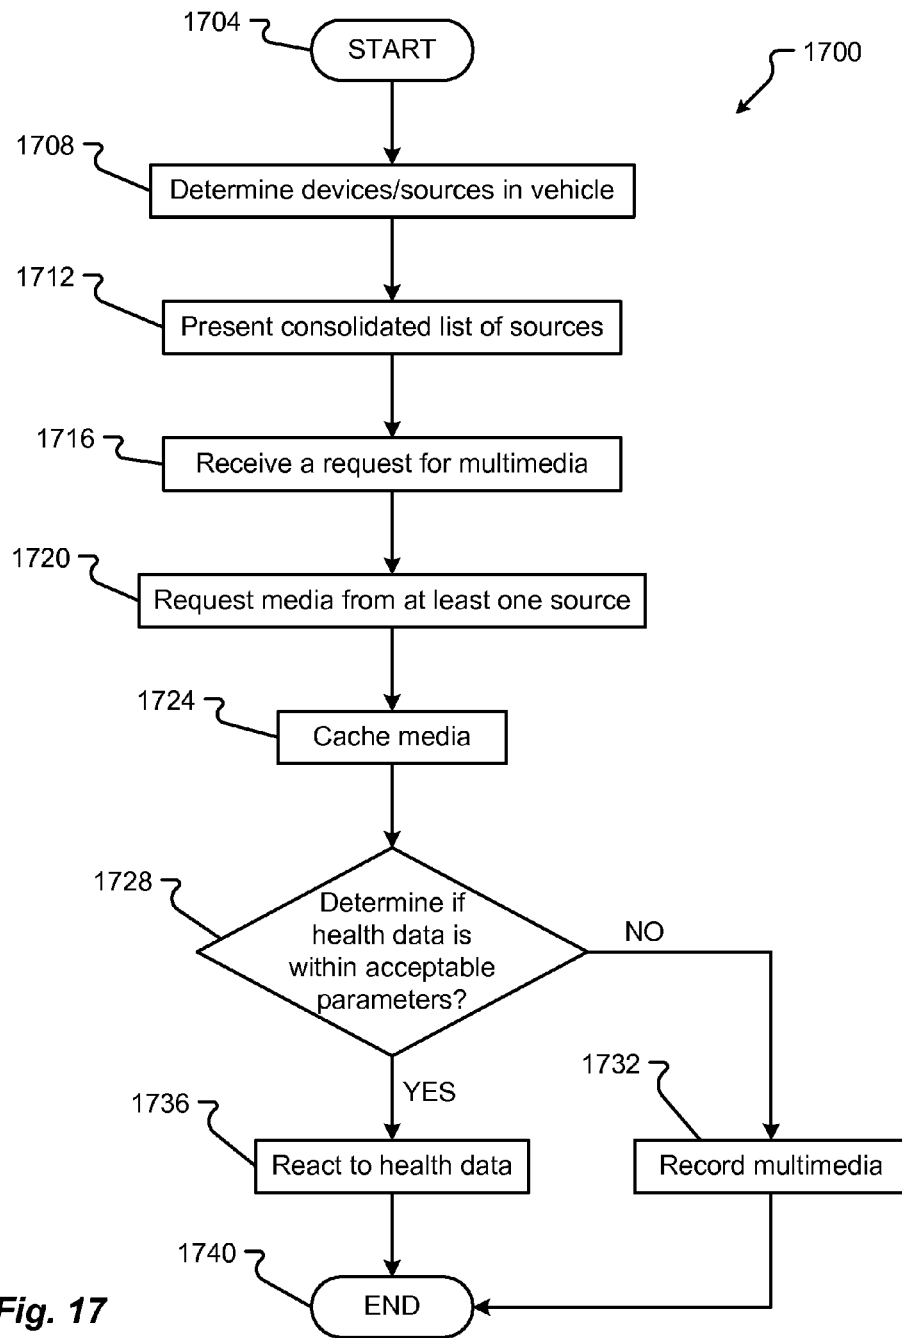 1704
START
1700
1708
Determine devices/sources in vehicle
1712
Present consolidated list of sources
1716
Receive a request for multimedia
1720
Request media from at least one source
1724
Cache media
1728
Determine if
health data is
within acceptable
parameters?
NO
YES
1732
1736
React to health data
Record multimedia
1740
END
Fig. 17